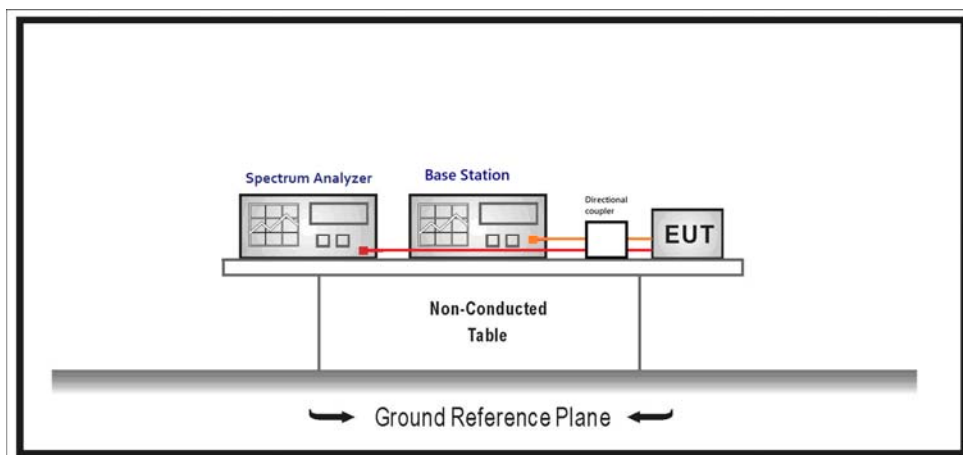 Spectrum Analyzer
Base Station
Directional
coupler
EUT
Non-Conducted
Table
Ground Reference Plane